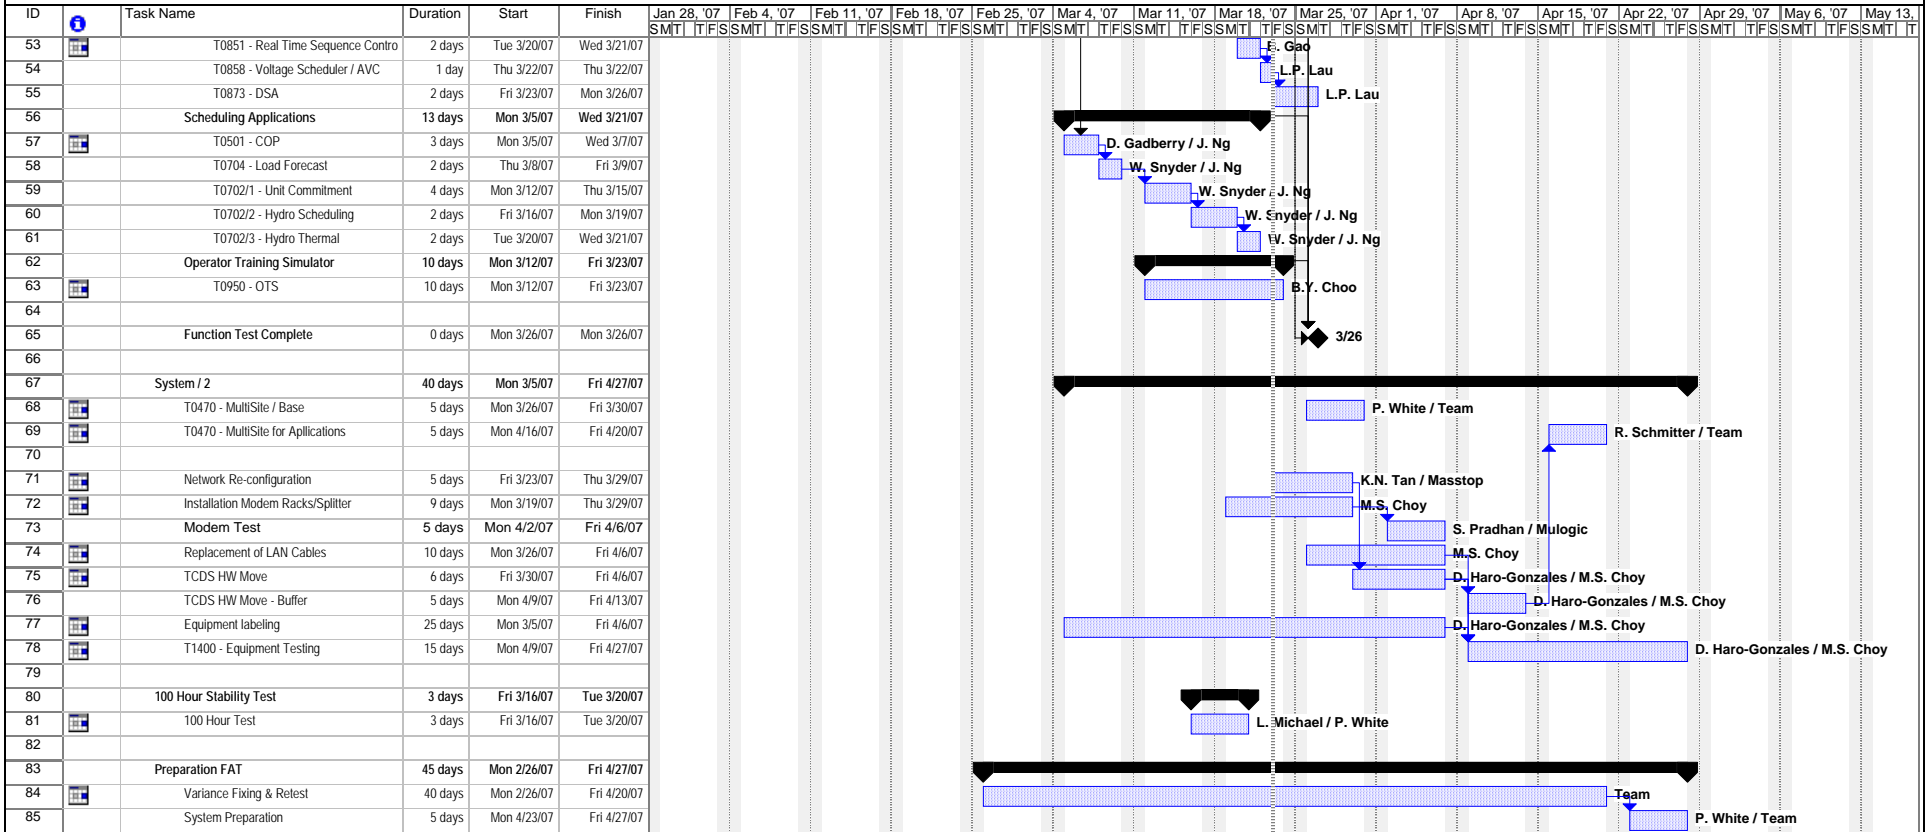 ID Task Name Duration Start Finish Jan 28, '07 Feb 4, '07 Feb 11, '07 Feb 18, '07 Feb 25, '07 Mar 4, '07 Mar 11, '07 Mar 18, '07 Mar 25, '07 Apr 1, '07 Apr 8, '07 Apr 15, '07 Apr 22, '07 Apr 29, '07 May 6, '07 May 13,
S M T T F S S M T T F S S M T T F S S M T T F S S M T T F S S M T T F S S M T T F S S M T T F S S M T T F S S M T T F S S M T T F S S M T T F S S M T T F S S M T T F S S M T T F S S M T T
53 T0851 - Real Time Sequence Contro 2 days Tue 3/20/07 Wed 3/21/07 Gao
54 T0858 - Voltage Scheduler / AVC 1 day Thu 3/22/07 Thu 3/22/07 L.P. Lau
55 T0873 - DSA 2 days Fri 3/23/07 Mon 3/26/07 L.P. Lau
56 Scheduling Applications 13 days Mon 3/5/07 Wed 3/21/07
57 T0501 - COP 3 days Mon 3/5/07 Wed 3/7/07 D. Gadberry / J. Ng
58 T0704 - Load Forecast 2 days Thu 3/8/07 Fri 3/9/07 W. Snyder / J. Ng
59 T0702/1 - Unit Commitment 4 days Mon 3/12/07 Thu 3/15/07 W. Snyder / J. Ng
60 T0702/2 - Hydro Scheduling 2 days Fri 3/16/07 Mon 3/19/07 W. Snyder / J. Ng
61 T0702/3 - Hydro Thermal 2 days Tue 3/20/07 Wed 3/21/07 W. Snyder / J. Ng
62 Operator Training Simulator 10 days Mon 3/12/07 Fri 3/23/07
63 T0950 - OTS 10 days Mon 3/12/07 Fri 3/23/07 B.Y. Choo
64
65 Function Test Complete 0 days Mon 3/26/07 Mon 3/26/07 3/26
66
67 System / 2 40 days Mon 3/5/07 Fri 4/27/07
68 T0470 - MultiSite / Base 5 days Mon 3/26/07 Fri 3/30/07 P. White / Team
69 T0470 - MultiSite for Apllications 5 days Mon 4/16/07 Fri 4/20/07 R. Schmitter / Team
70
71 Network Re-configuration 5 days Fri 3/23/07 Thu 3/29/07 K.N. Tan / Masstop
72 Installation Modem Racks/Splitter 9 days Mon 3/19/07 Thu 3/29/07 M.S. Choy
73 Modem Test 5 days Mon 4/2/07 Fri 4/6/07 S. Pradhan / Mulogic
74 Replacement of LAN Cables 10 days Mon 3/26/07 Fri 4/6/07 M.S. Choy
75 TCDS HW Move 6 days Fri 3/30/07 Fri 4/6/07 D. Haro-Gonzales / M.S. Choy
76 TCDS HW Move - Buffer 5 days Mon 4/9/07 Fri 4/13/07 D. Haro-Gonzales / M.S. Choy
77 Equipment labeling 25 days Mon 3/5/07 Fri 4/6/07 D. Haro-Gonzales / M.S. Choy
78 T1400 - Equipment Testing 15 days Mon 4/9/07 Fri 4/27/07 D. Haro-Gonzales / M.S. Choy
79
80 100 Hour Stability Test 3 days Fri 3/16/07 Tue 3/20/07
81 100 Hour Test 3 days Fri 3/16/07 Tue 3/20/07 L. Michael / P. White
82
83 Preparation FAT 45 days Mon 2/26/07 Fri 4/27/07
84 Variance Fixing & Retest 40 days Mon 2/26/07 Fri 4/20/07 Team
85 System Preparation 5 days Mon 4/23/07 Fri 4/27/07 P. White / Team